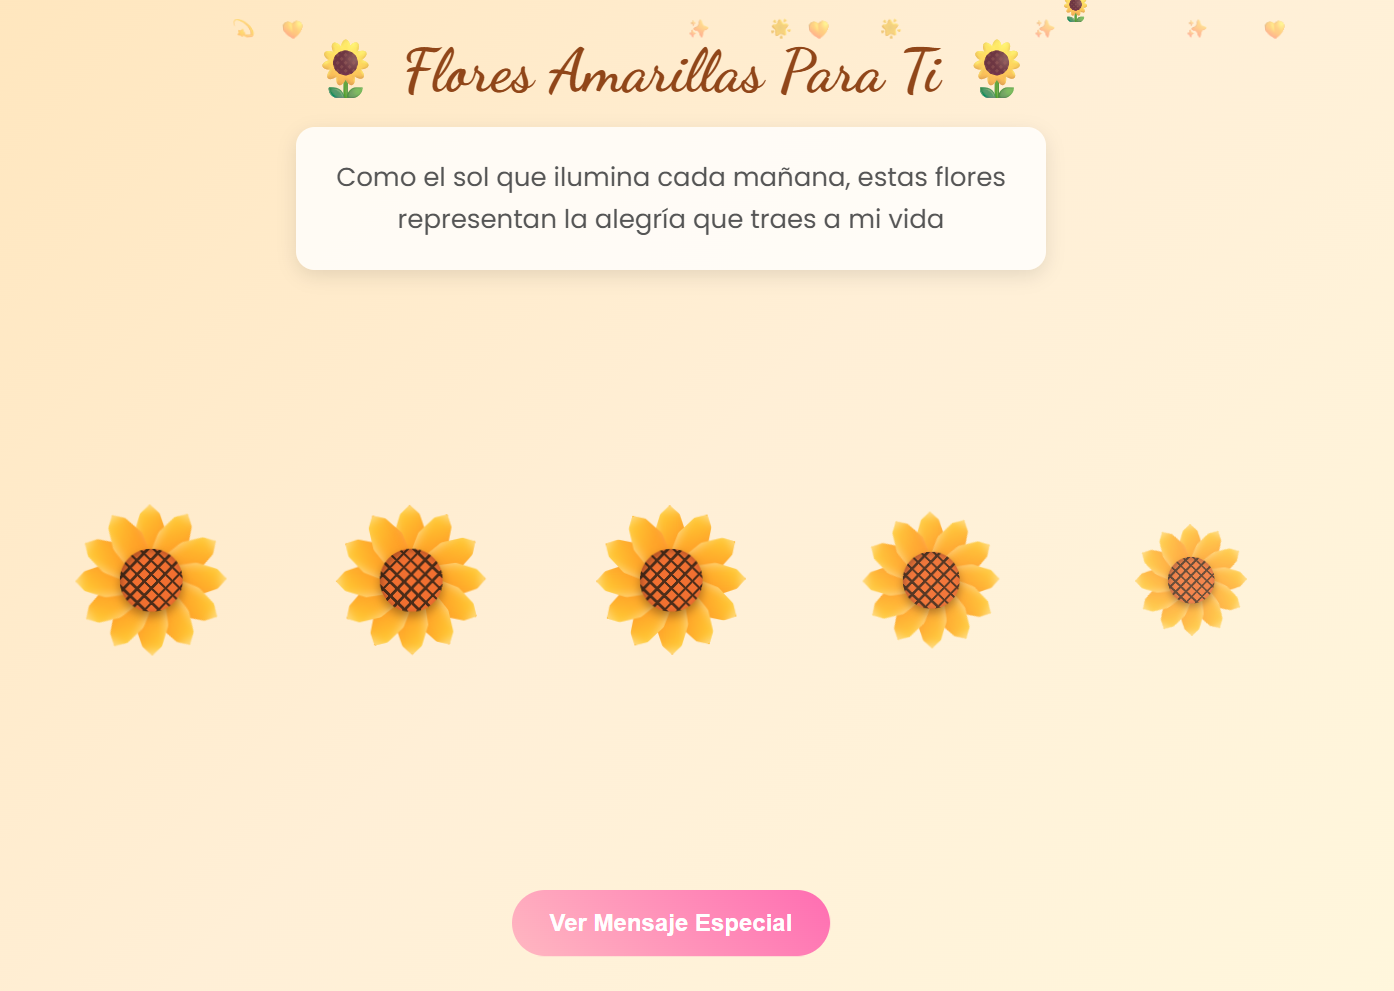 Flores Amarillas Para Ti
Como el sol que ilumina cada mañana, estas flores
representan la alegría que traes a mi vida
Ver Mensaje Especial